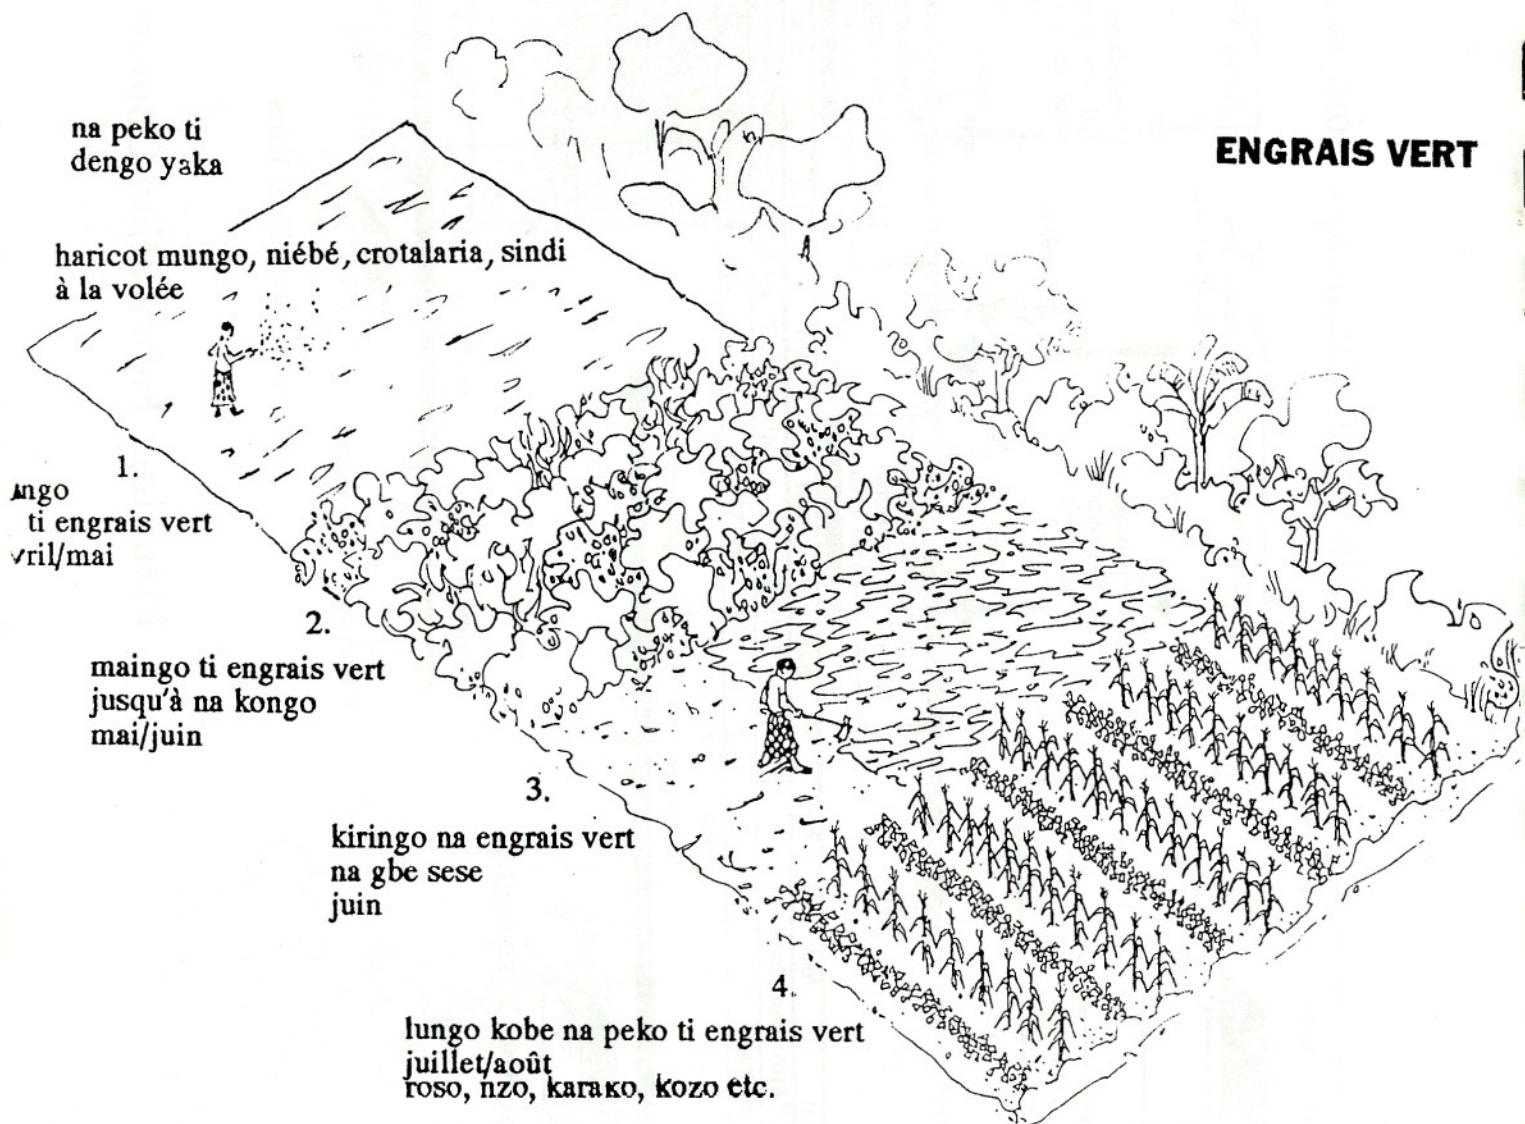 ENGRAIS VERT
na peko ti
dengo yaka
haricot mungo, niébé, crotalaria, sindi
à la volée
1.
ti engrais vert
2.
maingo ti engrais vert
jusqu'à na kongo
mai/juin
3.
kiringo na engrais vert
na gbe sese
juin
4.
lungo kobe na peko ti engrais vert
juillet/août
roso, nzo, karako, kozo etc.